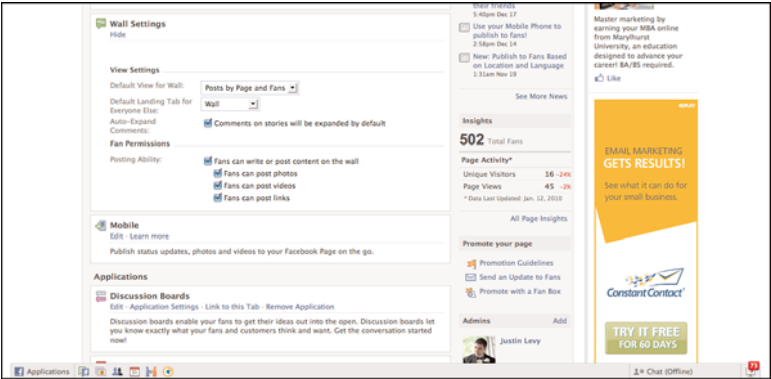 Wall Settings
Hide
View Settings
Default View for Wall: Posts by Page and Fans
Default Landing Tab for
Everyone Else: Wall
Auto-Expand
Comments: Comments on stories will be expanded by default
Fan Permissions
Posting Ability: Fans can write or post content on the wall
Fans can post photos
Fans can post videos
Fans can post links
Mobile
Edit · Learn more
Publish status updates, photos and videos to your Facebook Page on the go.
Applications
Discussion Boards
Edit · Application Settings · Link to this Tab · Remove Application
Discussion boards enable your fans to get their ideas out into the open. Discussion boards let
you know exactly what your fans and customers think and want. Get the conversation started
now!
their friends
5:40pm Dec 17
Use your Mobile Phone to
publish to fans!
2:58pm Dec 14
New: Publish to Fans Based
on Location and Language
1:31am Nov 19
See More News
Insights
502 Total Fans
Page Activity*
Unique Visitors 16 -24%
Page Views 45 -2%
* Data Last Updated: Jan. 12, 2010
All Page Insights
Promote your page
Promotion Guidelines
Send an Update to Fans
Promote with a Fan Box
Admins Add
Justin Levy
Master marketing by
earning your MBA online
from Marylhurst
University, an education
designed to advance your
career! BA/BS required.
Like
EMAIL MARKETING
GETS RESULTS!
See what it can do for
your small business.
Constant Contact®
TRY IT FREE
FOR 60 DAYS
Applications
Chat (Offline)
73